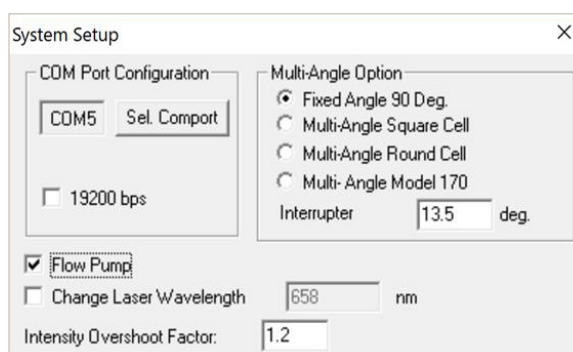 System Setup
COM Port Configuration
COM5 Sel. Comport
19200 bps
Multi-Angle Option
Fixed Angle 90 Deg.
Multi-Angle Square Cell
Multi-Angle Round Cell
Multi- Angle Model 170
Interrupter 13.5 deg.
Flow Pump
Change Laser Wavelength 658 nm
Intensity Overshoot Factor: 1.2